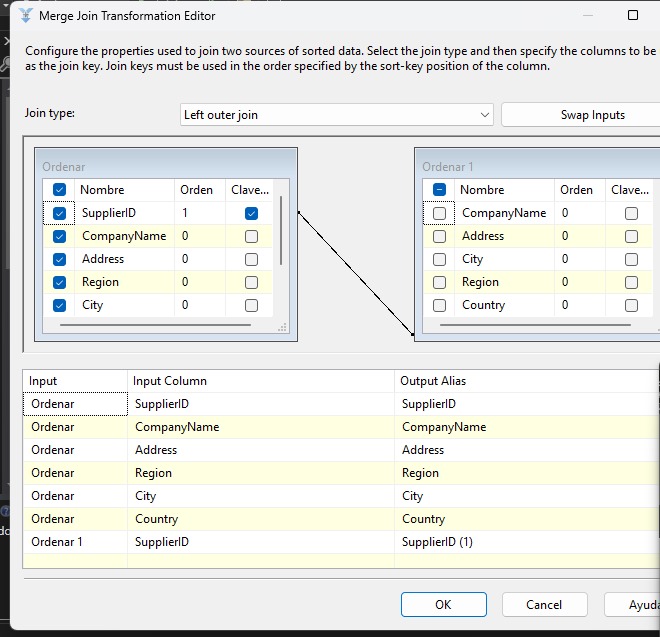 Merge Join Transformation Editor
Configure the properties used to join two sources of sorted data. Select the join type and then specify the columns to be
as the join key. Join keys must be used in the order specified by the sort-key position of the column.
Join type: Left outer join Swap Inputs
Ordenar
Nombre Orden Clave...
SupplierID 1
CompanyName 0
Address 0
Region 0
City 0
Ordenar 1
Nombre Orden Clave...
CompanyName 0
Address 0
City 0
Region 0
Country 0
Input Input Column Output Alias
Ordenar SupplierID SupplierID
Ordenar CompanyName CompanyName
Ordenar Address Address
Ordenar Region Region
Ordenar City City
Ordenar Country Country
Ordenar 1 SupplierID SupplierID (1)
OK Cancel Ayuda